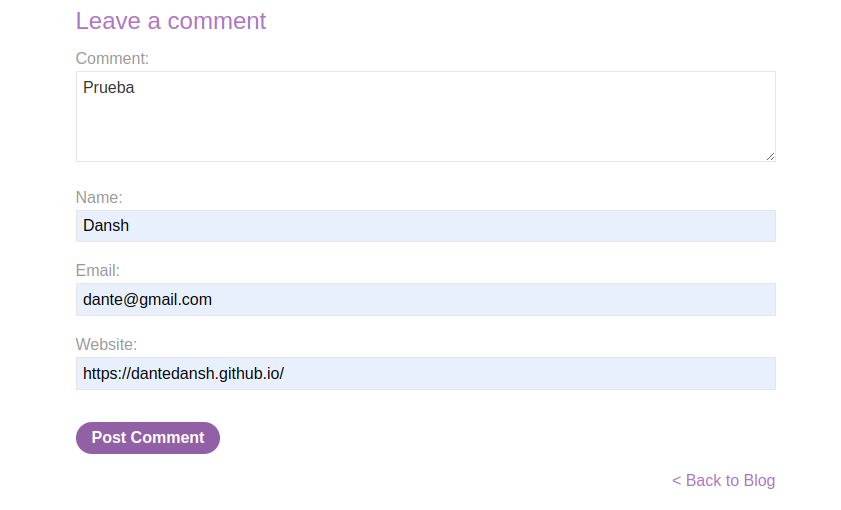 Leave a comment
Comment:
Prueba
Name:
Dansh
Email:
dante@gmail.com
Website:
https://dantedansh.github.io/
Post Comment
< Back to Blog